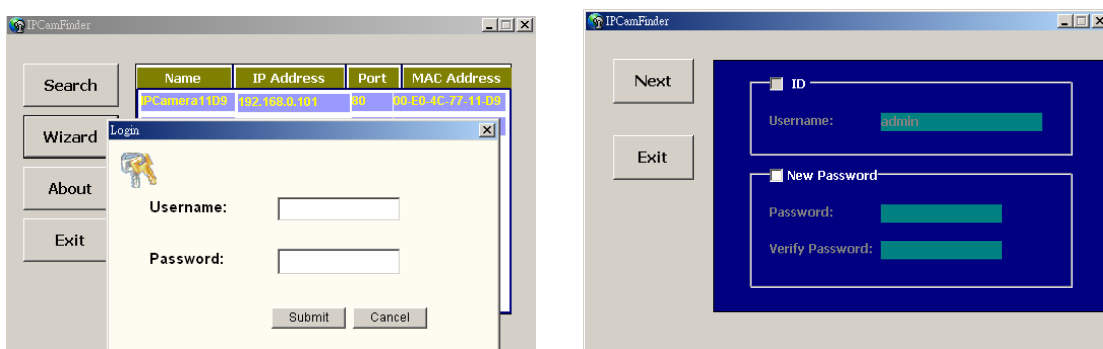 IPCamFinder
Search
Name IP Address Port MAC Address
IPCamera11D9 192.168.0.101 80 00-E0-4C-77-11-D9
Wizard
Login
About
Username:
Exit
Password:
Submit Cancel
IPCamFinder
Next
ID
Username: admin
Exit
New Password
Password:
Verify Password: